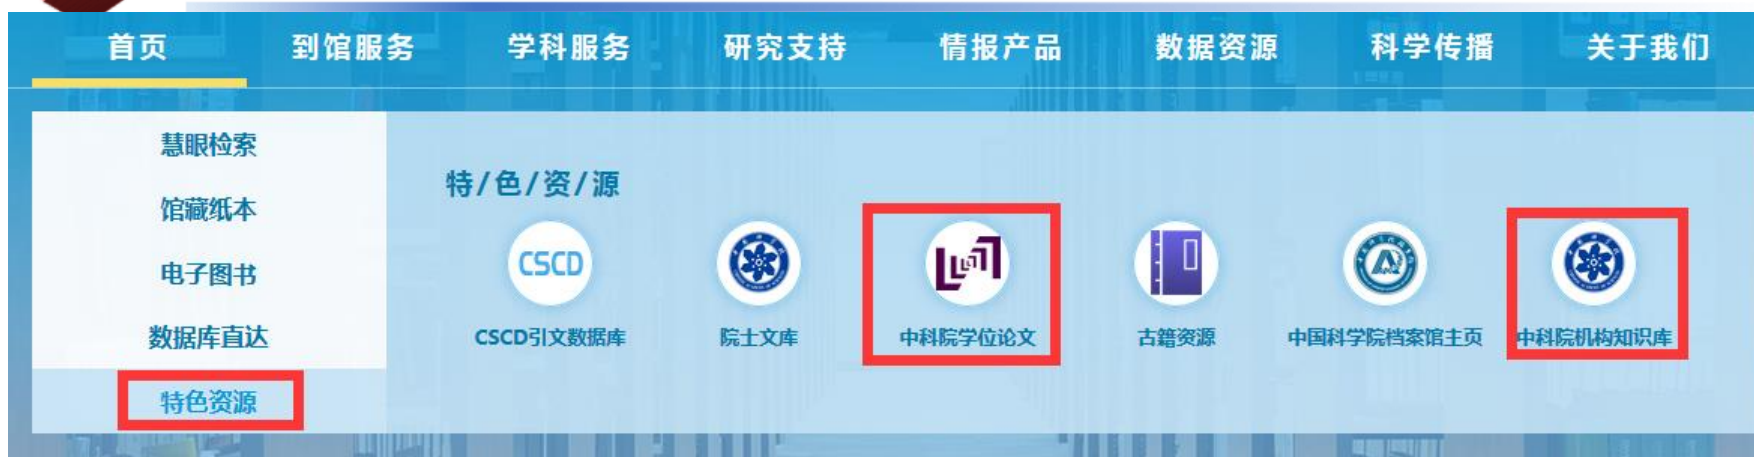 首页 到馆服务 学科服务 研究支持 情报产品 数据资源 科学传播 关于我们
慧眼检索
馆藏纸本
电子图书
数据库直达
特色资源
特/色/资/源
CSCD
CSCD引文数据库 院士文库 中科院学位论文 古籍资源 中国科学院档案馆主页 中科院机构知识库